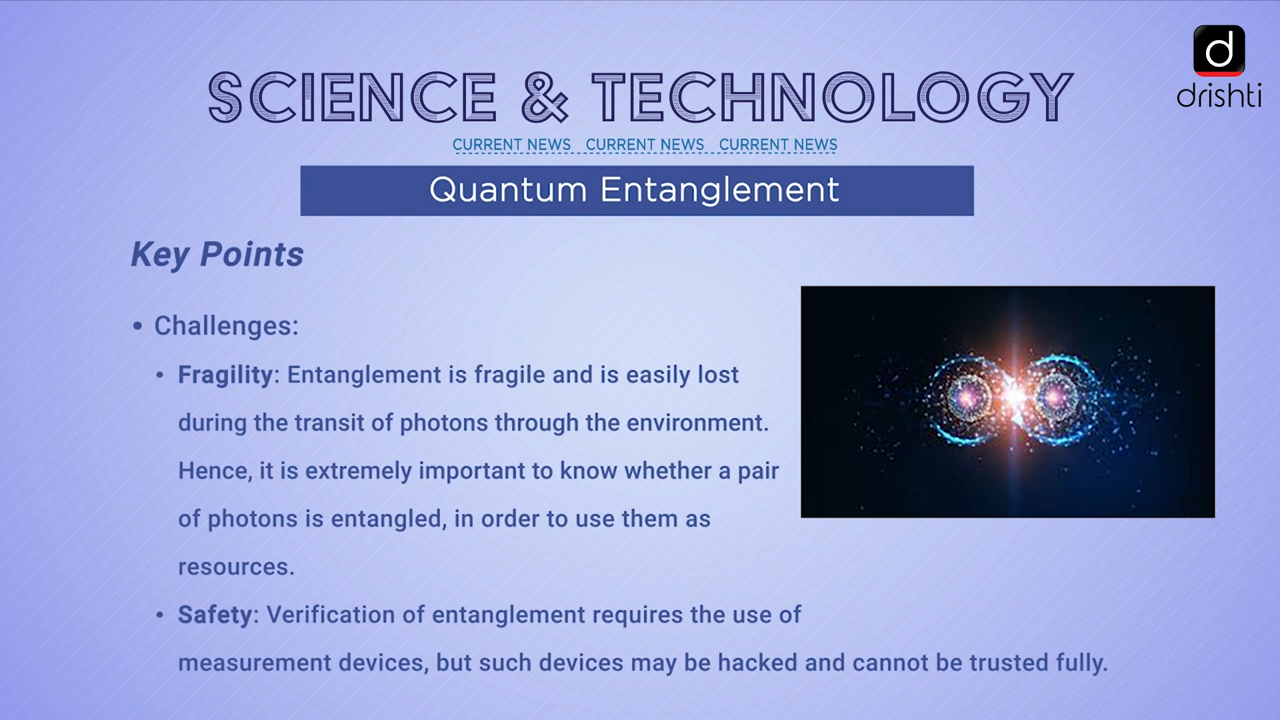 d
drishti
SCIENCE & TECHNOLOGY
CURRENT NEWS CURRENT NEWS CURRENT NEWS
Quantum Entanglement
Key Points
• Challenges:
• Fragility: Entanglement is fragile and is easily lost
during the transit of photons through the environment.
Hence, it is extremely important to know whether a pair
of photons is entangled, in order to use them as
resources.
• Safety: Verification of entanglement requires the use of
measurement devices, but such devices may be hacked and cannot be trusted fully.